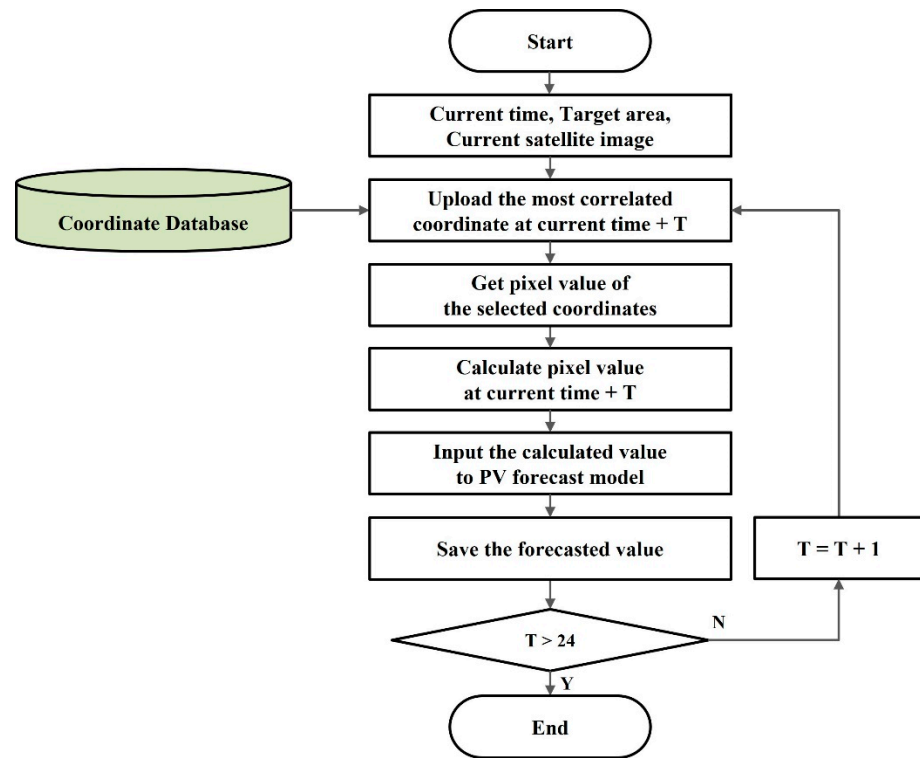 Start
Current time, Target area,
Current satellite image
Coordinate Database
Upload the most correlated
coordinate at current time + T
Get pixel value of
the selected coordinates
Calculate pixel value
at current time + T
Input the calculated value
to PV forecast model
Save the forecasted value
T = T + 1
T > 24
N
Y
End